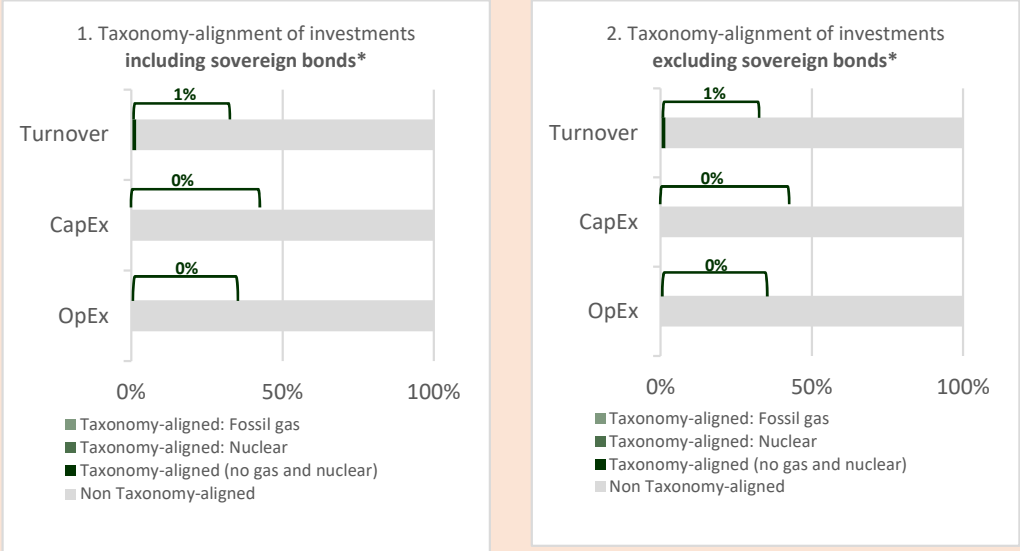 1. Taxonomy-alignment of investments
including sovereign bonds*
1%
Turnover
0%
CapEx
0%
OpEx
0% 50% 100%
Taxonomy-aligned: Fossil gas
Taxonomy-aligned: Nuclear
Taxonomy-aligned (no gas and nuclear)
Non Taxonomy-aligned
2. Taxonomy-alignment of investments
excluding sovereign bonds*
1%
Turnover
0%
CapEx
0%
OpEx
0% 50% 100%
Taxonomy-aligned: Fossil gas
Taxonomy-aligned: Nuclear
Taxonomy-aligned (no gas and nuclear)
Non Taxonomy-aligned